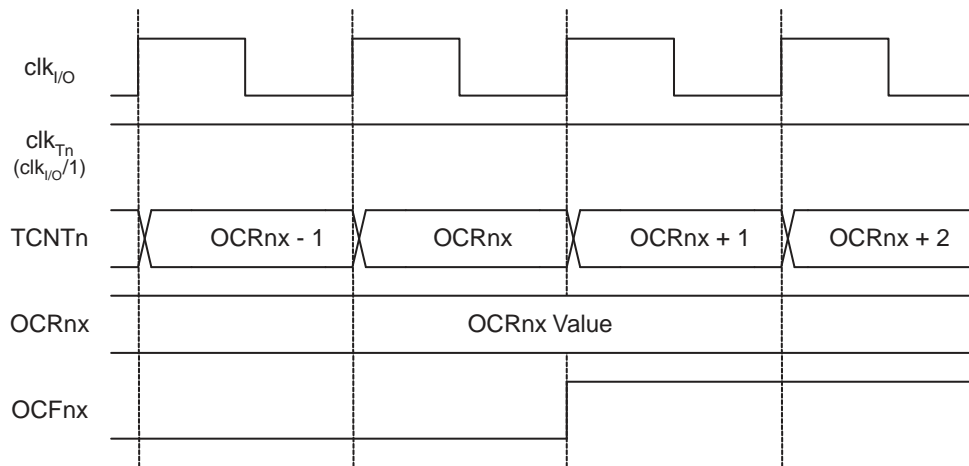 clkI/O
clkTn
(clkI/O/1)
TCNTn OCRnx - 1 OCRnx OCRnx + 1 OCRnx + 2
OCRnx OCRnx Value
OCFnx